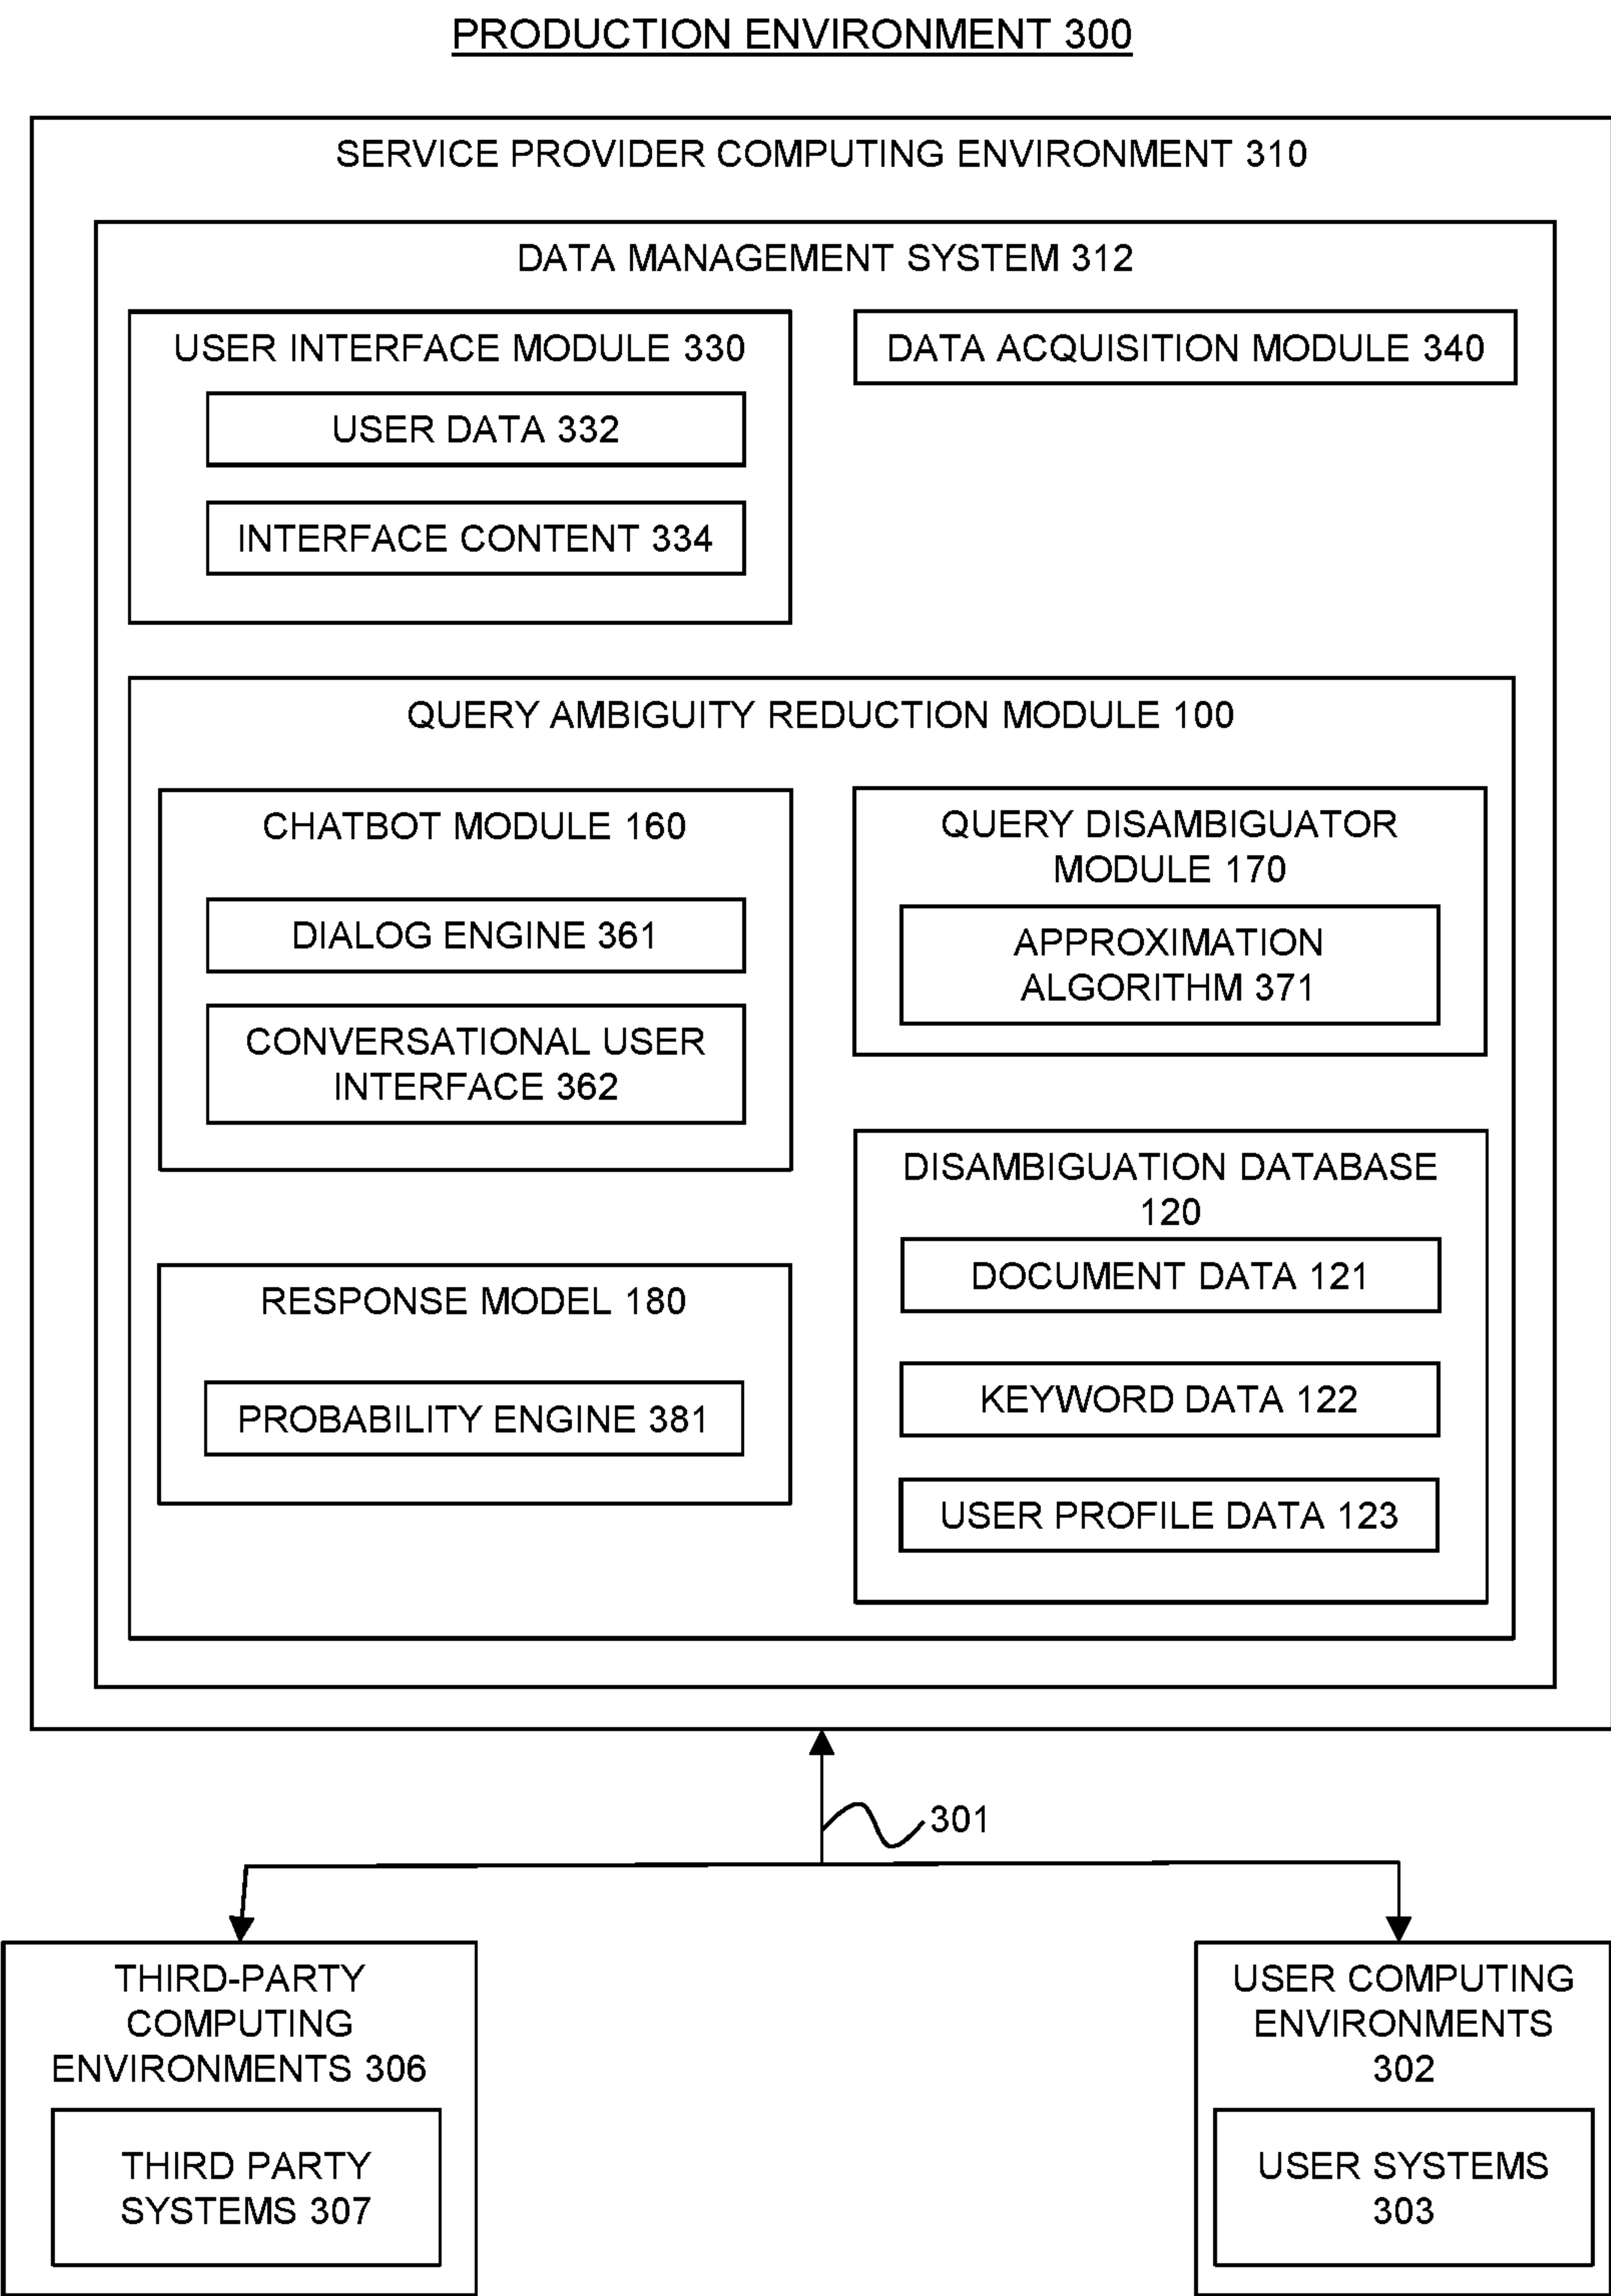 PRODUCTION ENVIRONMENT 300
SERVICE PROVIDER COMPUTING ENVIRONMENT 310
DATA MANAGEMENT SYSTEM 312
USER INTERFACE MODULE 330
USER DATA 332
INTERFACE CONTENT 334
DATA ACQUISITION MODULE 340
QUERY AMBIGUITY REDUCTION MODULE 100
CHATBOT MODULE 160
DIALOG ENGINE 361
CONVERSATIONAL USER
INTERFACE 362
QUERY DISAMBIGUATOR
MODULE 170
APPROXIMATION
ALGORITHM 371
RESPONSE MODEL 180
PROBABILITY ENGINE 381
DISAMBIGUATION DATABASE
120
DOCUMENT DATA 121
KEYWORD DATA 122
USER PROFILE DATA 123
301
THIRD-PARTY
COMPUTING
ENVIRONMENTS 306
THIRD PARTY
SYSTEMS 307
USER COMPUTING
ENVIRONMENTS
302
USER SYSTEMS
303